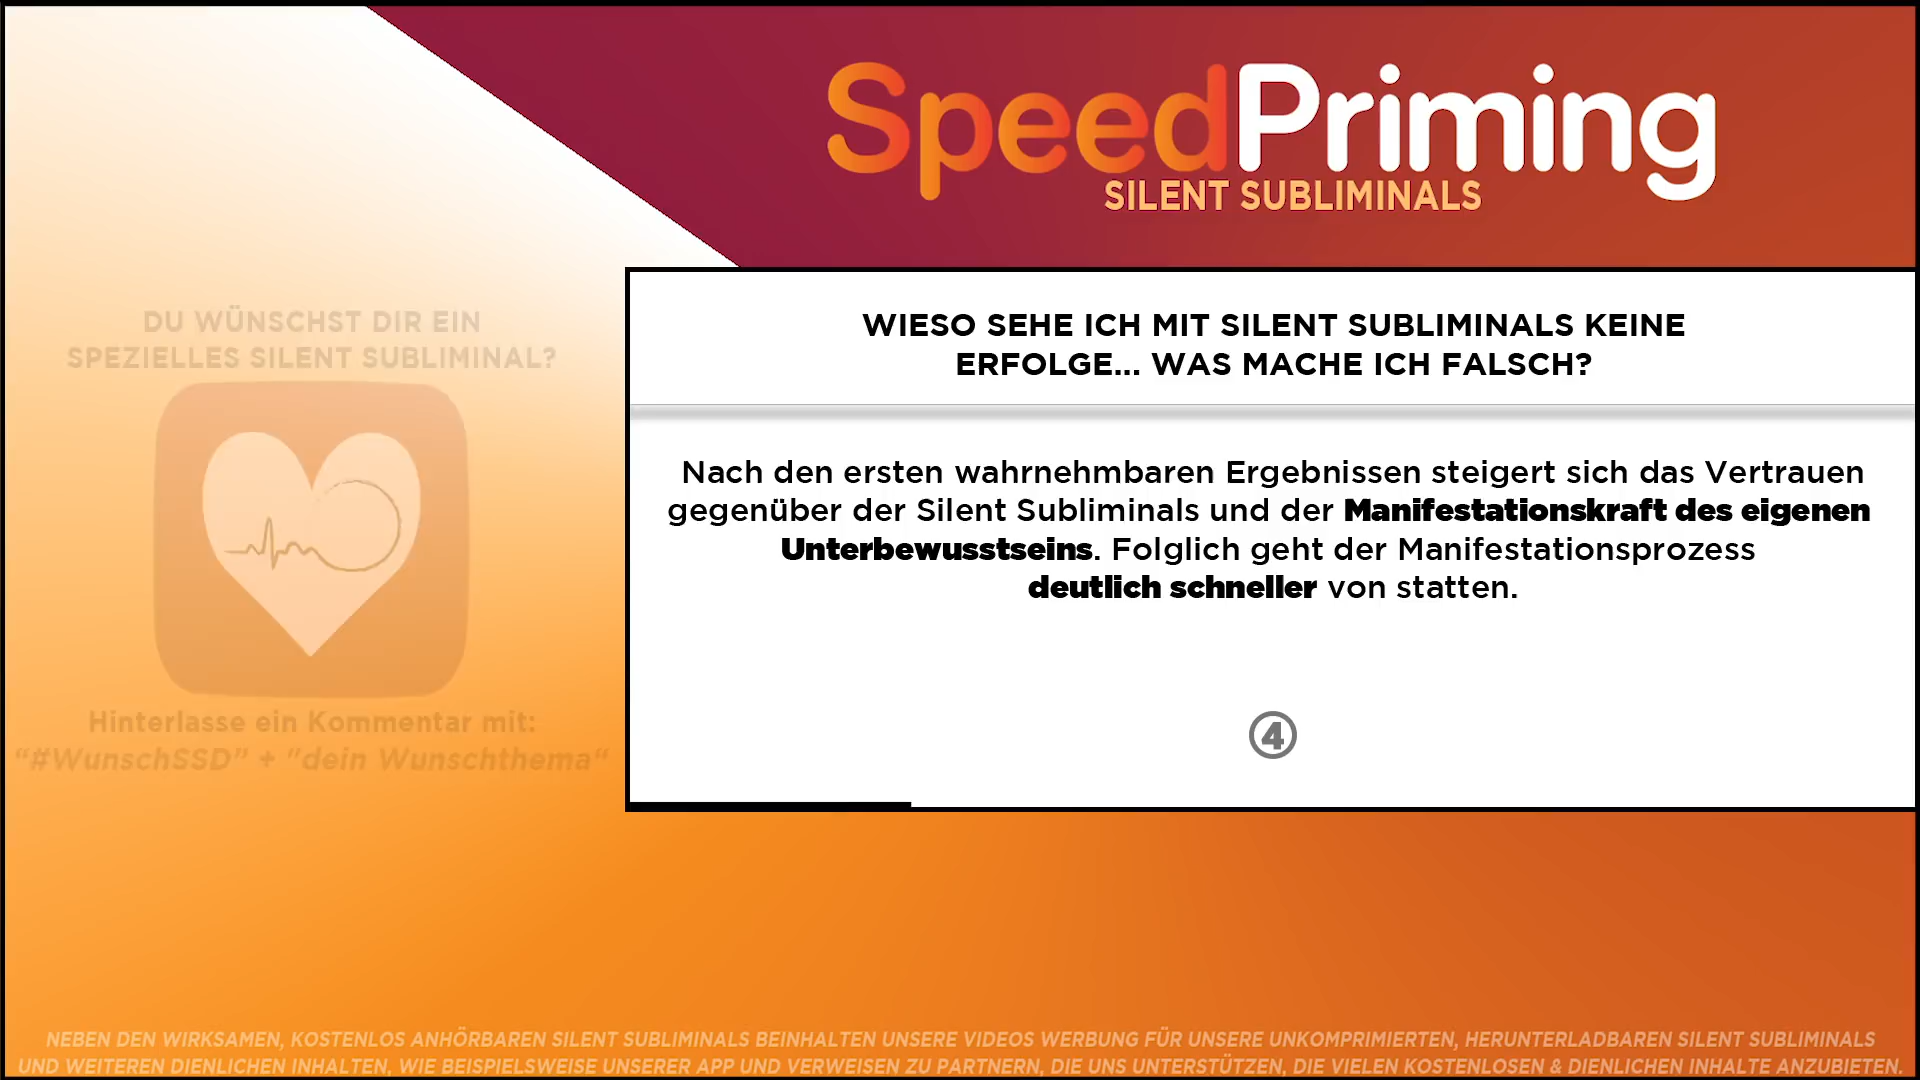 SpeedPriming
SILENT SUBLIMINALS
DU WÜNSCHST DIR EIN
SPEZIELLES SILENT SUBLIMINAL?
Hinterlasse ein Kommentar mit:
“#WunschSSD” + "dein Wunschthema“
WIESO SEHE ICH MIT SILENT SUBLIMINALS KEINE
ERFOLGE... WAS MACHE ICH FALSCH?
Nach den ersten wahrnehmbaren Ergebnissen steigert sich das Vertrauen
gegenüber der Silent Subliminals und der Manifestationskraft des eigenen
Unterbewusstseins. Folglich geht der Manifestationsprozess
deutlich schneller von statten.
4
NEBEN DEN WIRKSAMEN, KOSTENLOS ANHÖRBAREN SILENT SUBLIMINALS BEINHALTEN UNSERE VIDEOS WERBUNG FÜR UNSERE UNKOMPRIMIERTEN, HERUNTERLADBAREN SILENT SUBLIMINALS
UND WEITEREN DIENLICHEN INHALTEN, WIE BEISPIELSWEISE UNSERER APP UND VERWEISEN ZU PARTNERN, DIE UNS UNTERSTÜTZEN, DIE VIELEN KOSTENLOSEN & DIENLICHEN INHALTE ANZUBIETEN.